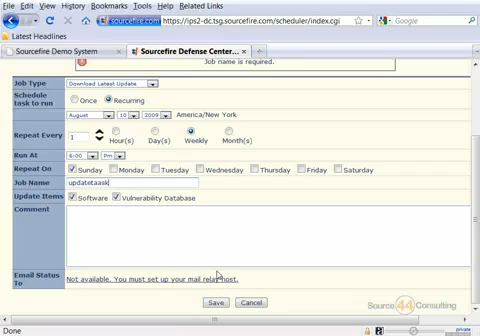 File Edit View History Bookmarks Tools Help
sourcefire.com https://ips2-dc.tsg.sourcefire.com/scheduler/index.cgi
Latest Headlines
Sourcefire Demo System Sourcefire Defense Center...
Job name is required.
Job Type Download Latest Update
Schedule task to run Once Recurring
August 10 2009 America/New York
Repeat Every 1 Hour(s) Day(s) Weekly Month(s)
Run At 6:00 Pm
Repeat On Sunday Monday Tuesday Wednesday Thursday Friday Saturday
Job Name updatetaask
Update Items Software Vulnerability Database
Comment
Email Status To Not available. You must set up your mail relay host.
Save Cancel
Source 44 Consulting
Done
private